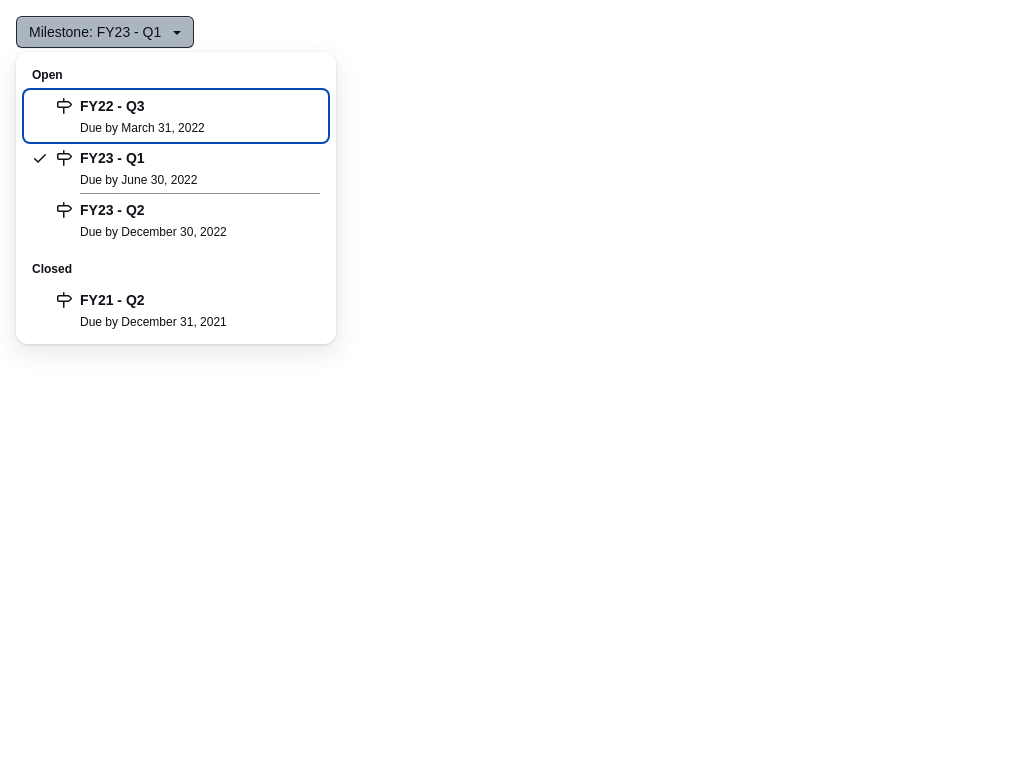 Milestone: FY23 - Q1
Open
FY22 - Q3
Due by March 31, 2022
FY23 - Q1
Due by June 30, 2022
FY23 - Q2
Due by December 30, 2022
Closed
FY21 - Q2
Due by December 31, 2021